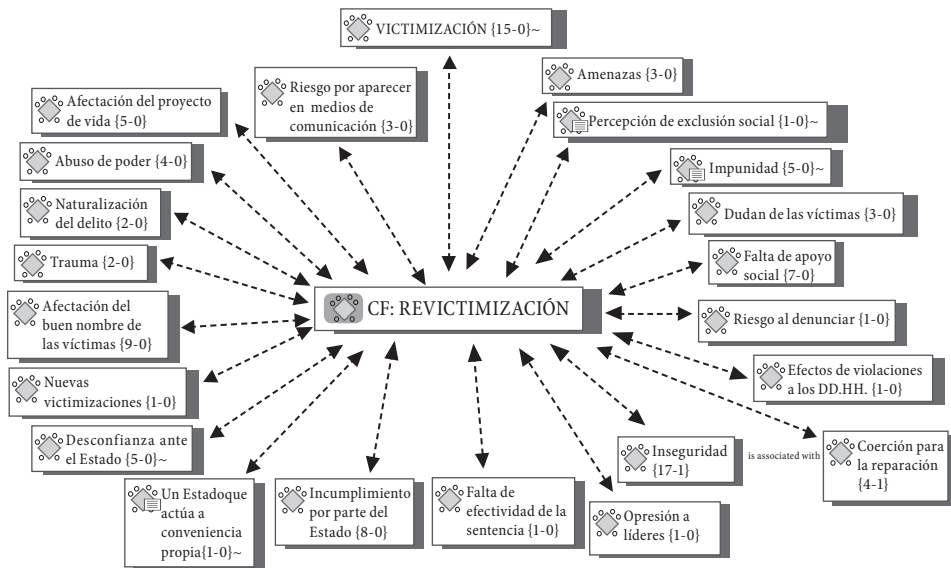 VICTIMIZACIÓN {15-0}~
Afectación del proyecto
de vida {5-0}
Riesgo por aparecer
en medios de
comunicación {3-0}
Amenazas {3-0}
Percepción de exclusión social {1-0}~
Abuso de poder {4-0}
Impunidad {5-0}~
Naturalización
del delito {2-0}
Dudan de las víctimas {3-0}
Trauma {2-0}
Falta de apoyo
social {7-0}
CF: REVICTIMIZACIÓN
Afectación del
buen nombre de
las víctimas {9-0}
Riesgo al denunciar {1-0}
Nuevas
victimizaciones {1-0}
Efectos de violaciones
a los DD.HH. {1-0}
Desconfianza ante
el Estado {5-0}~
Inseguridad
{17-1}
is associated with
Coerción para
la reparación
{4-1}
Un Estadoque
actúa a
conveniencia
propia{1-0}~
Incumplimiento
por parte del
Estado {8-0}
Falta de
efectividad de la
sentencia {1-0}
Opresión a
líderes {1-0}